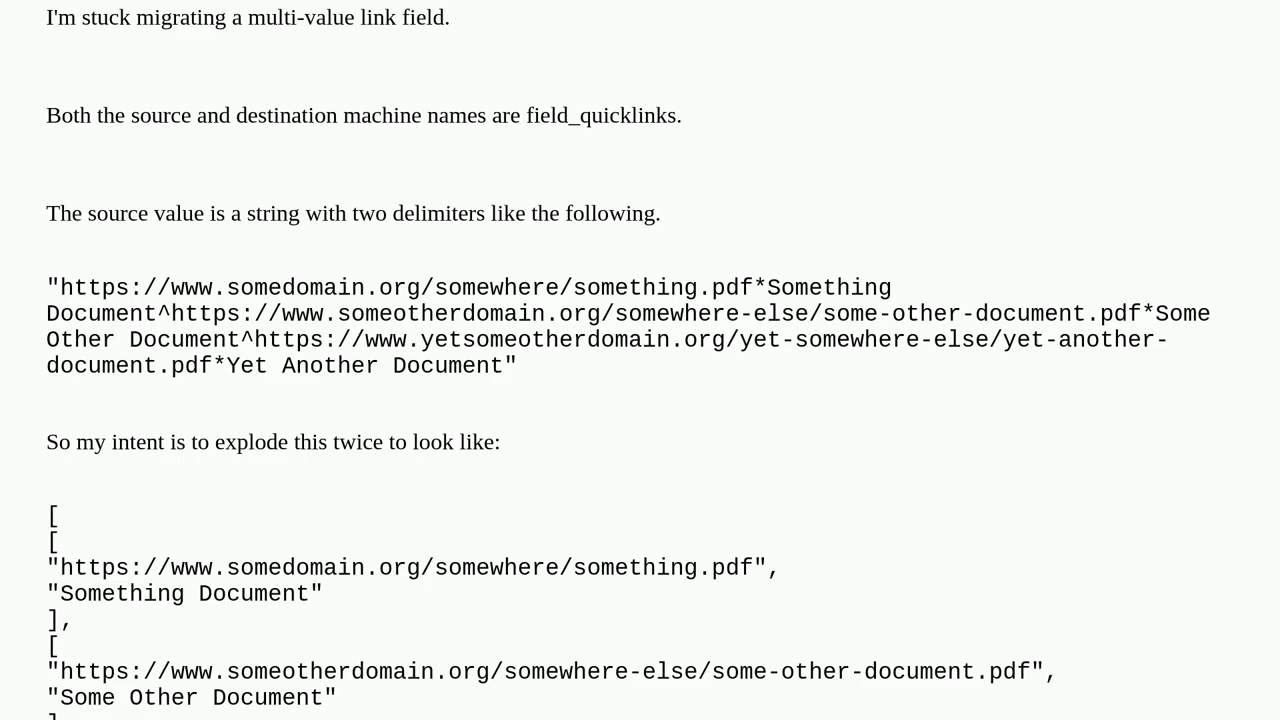 I'm stuck migrating a multi-value link field.
Both the source and destination machine names are field_quicklinks.
The source value is a string with two delimiters like the following.
"https://www.somedomain.org/somewhere/something.pdf*Something
Document^https://www.someotherdomain.org/somewhere-else/some-other-document.pdf*Some
Other Document^https://www.yetsomeotherdomain.org/yet-somewhere-else/yet-another-
document.pdf*Yet Another Document"
So my intent is to explode this twice to look like:
[
[
"https://www.somedomain.org/somewhere/something.pdf",
"Something Document"
],
[
"https://www.someotherdomain.org/somewhere-else/some-other-document.pdf",
"Some Other Document"